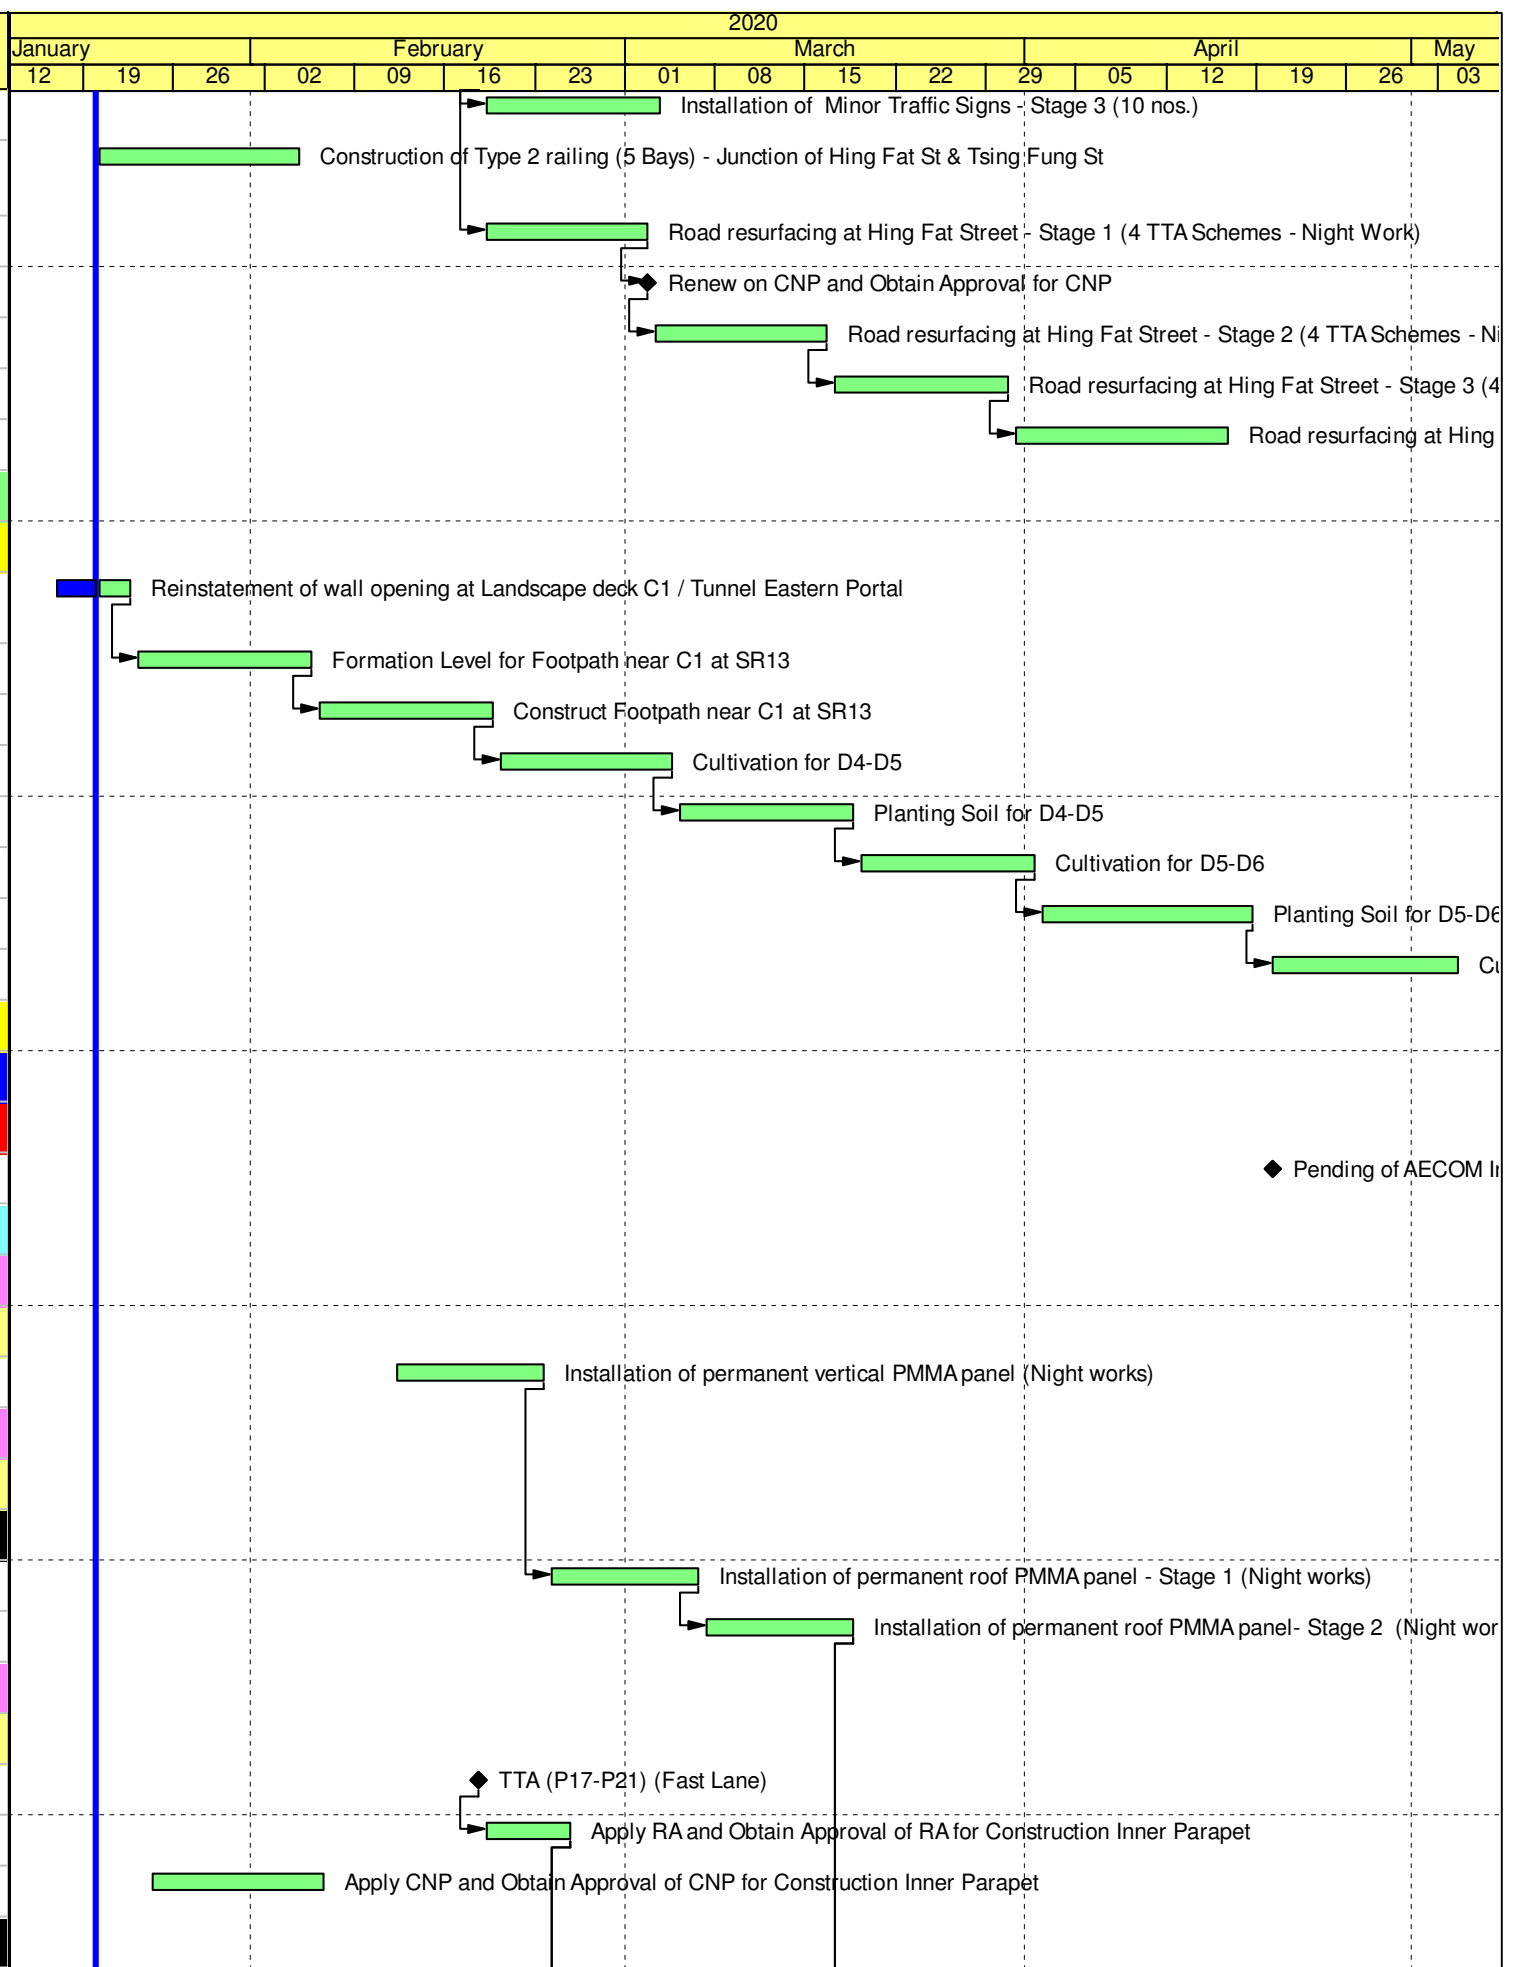 2020
January February March April May
12 19 26 02 09 16 23 01 08 15 22 29 05 12 19 26 03
Installation of Minor Traffic Signs - Stage 3 (10 nos.)
Construction of Type 2 railing (5 Bays) - Junction of Hing Fat St & Tsing Fung St
Road resurfacing at Hing Fat Street - Stage 1 (4 TTA Schemes - Night Work)
Renew on CNP and Obtain Approval for CNP
Road resurfacing at Hing Fat Street - Stage 2 (4 TTA Schemes -
Road resurfacing at Hing Fat Street - Stage 3 (4
Road resurfacing at Hing
Reinstatement of wall opening at Landscape deck C1 / Tunnel Eastern Portal
Formation Level for Footpath near C1 at SR13
Construct Footpath near C1 at SR13
Cultivation for D4-D5
Planting Soil for D4-D5
Cultivation for D5-D6
Planting Soil for D5-D6
Pending of AECOM
Installation of permanent vertical PMMA panel (Night works)
Installation of permanent roof PMMA panel - Stage 1 (Night works)
Installation of permanent roof PMMA panel- Stage 2 (Night wor
TTA (P17-P21) (Fast Lane)
Apply RA and Obtain Approval of RA for Construction Inner Parapet
Apply CNP and Obtain Approval of CNP for Construction Inner Parapet